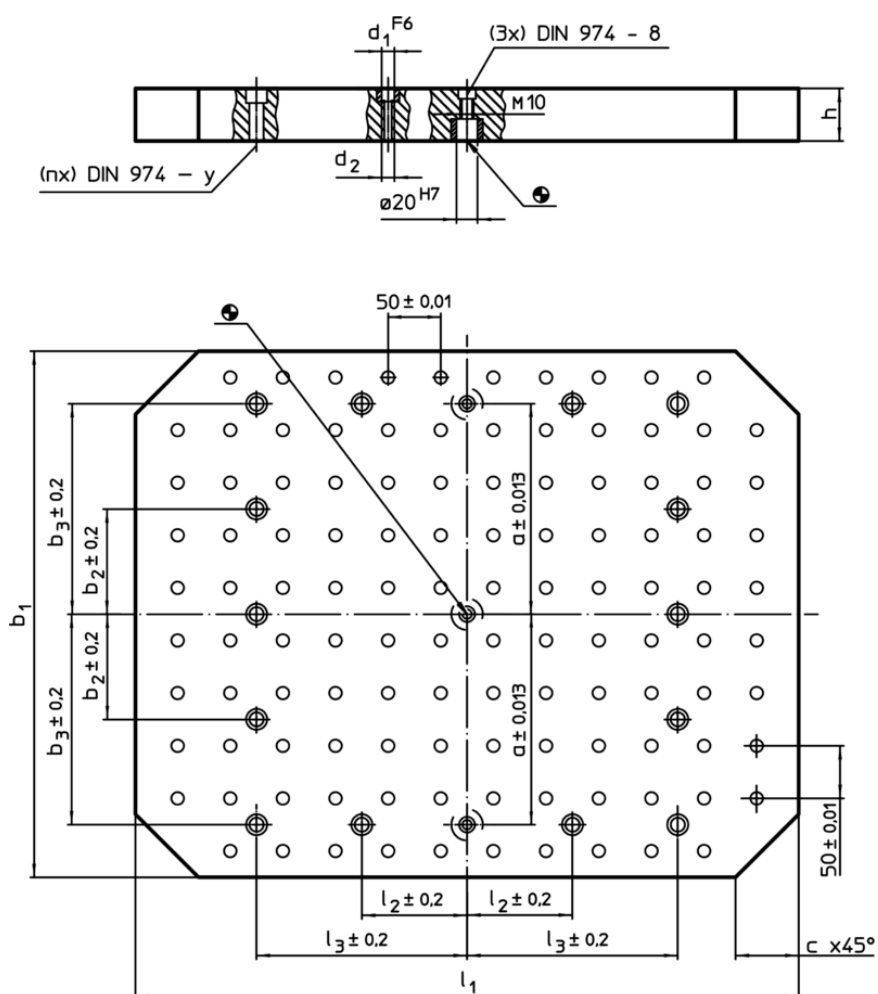 d₁ F6
(3x) DIN 974 - 8
M10
h
(nx) DIN 974 - y
d₂
ø20 H7
50 ± 0,01
b₁
b₃ ± 0,2
b₂ ± 0,2
a ± 0,013
b₂ ± 0,2
b₃ ± 0,2
a ± 0,013
50 ± 0,01
l₂ ± 0,2
l₂ ± 0,2
l₃ ± 0,2
l₃ ± 0,2
c x45°
l₁